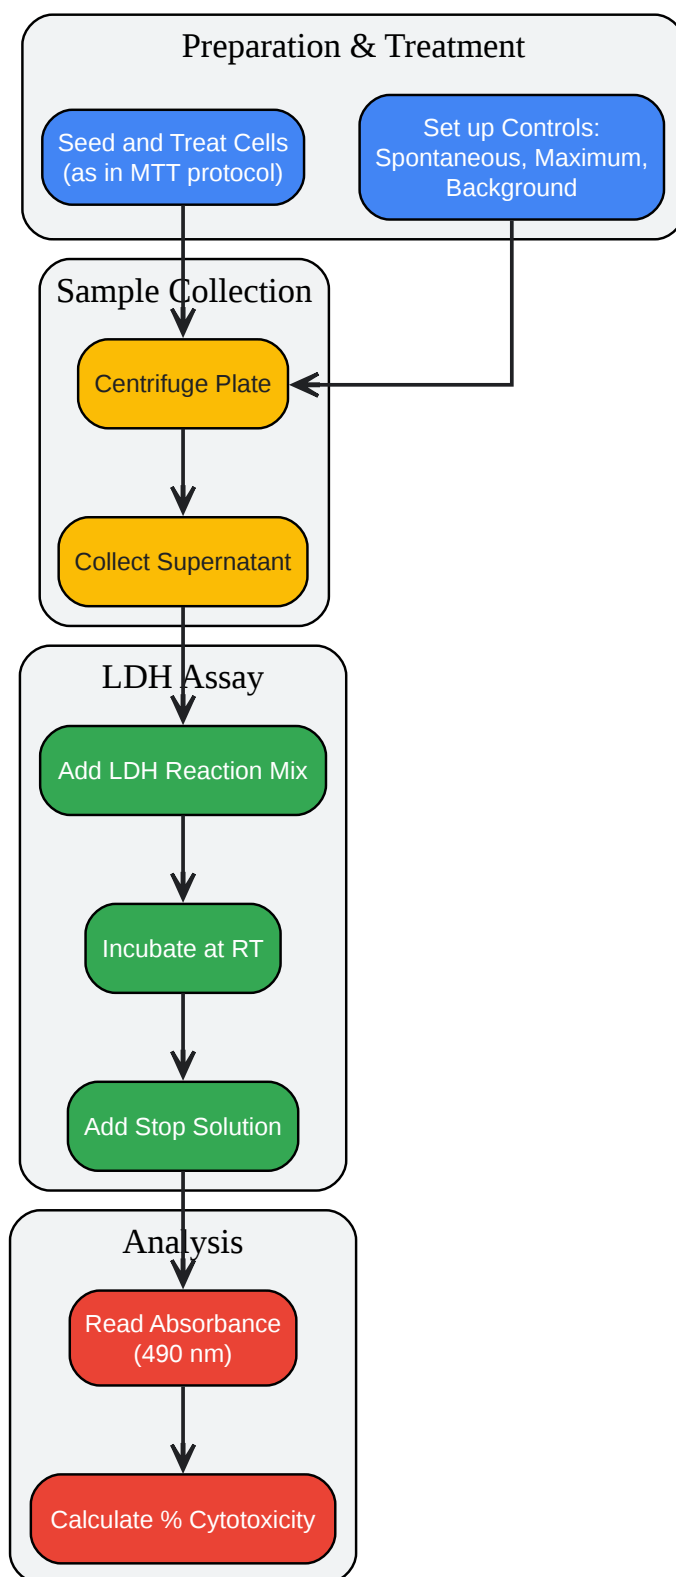 Preparation & Treatment
Seed and Treat Cells
(as in MTT protocol)
Set up Controls:
Spontaneous, Maximum,
Background
Sample Collection
Centrifuge Plate
Collect Supernatant
LDH Assay
Add LDH Reaction Mix
Incubate at RT
Add Stop Solution
Analysis
Read Absorbance
(490 nm)
Calculate % Cytotoxicity